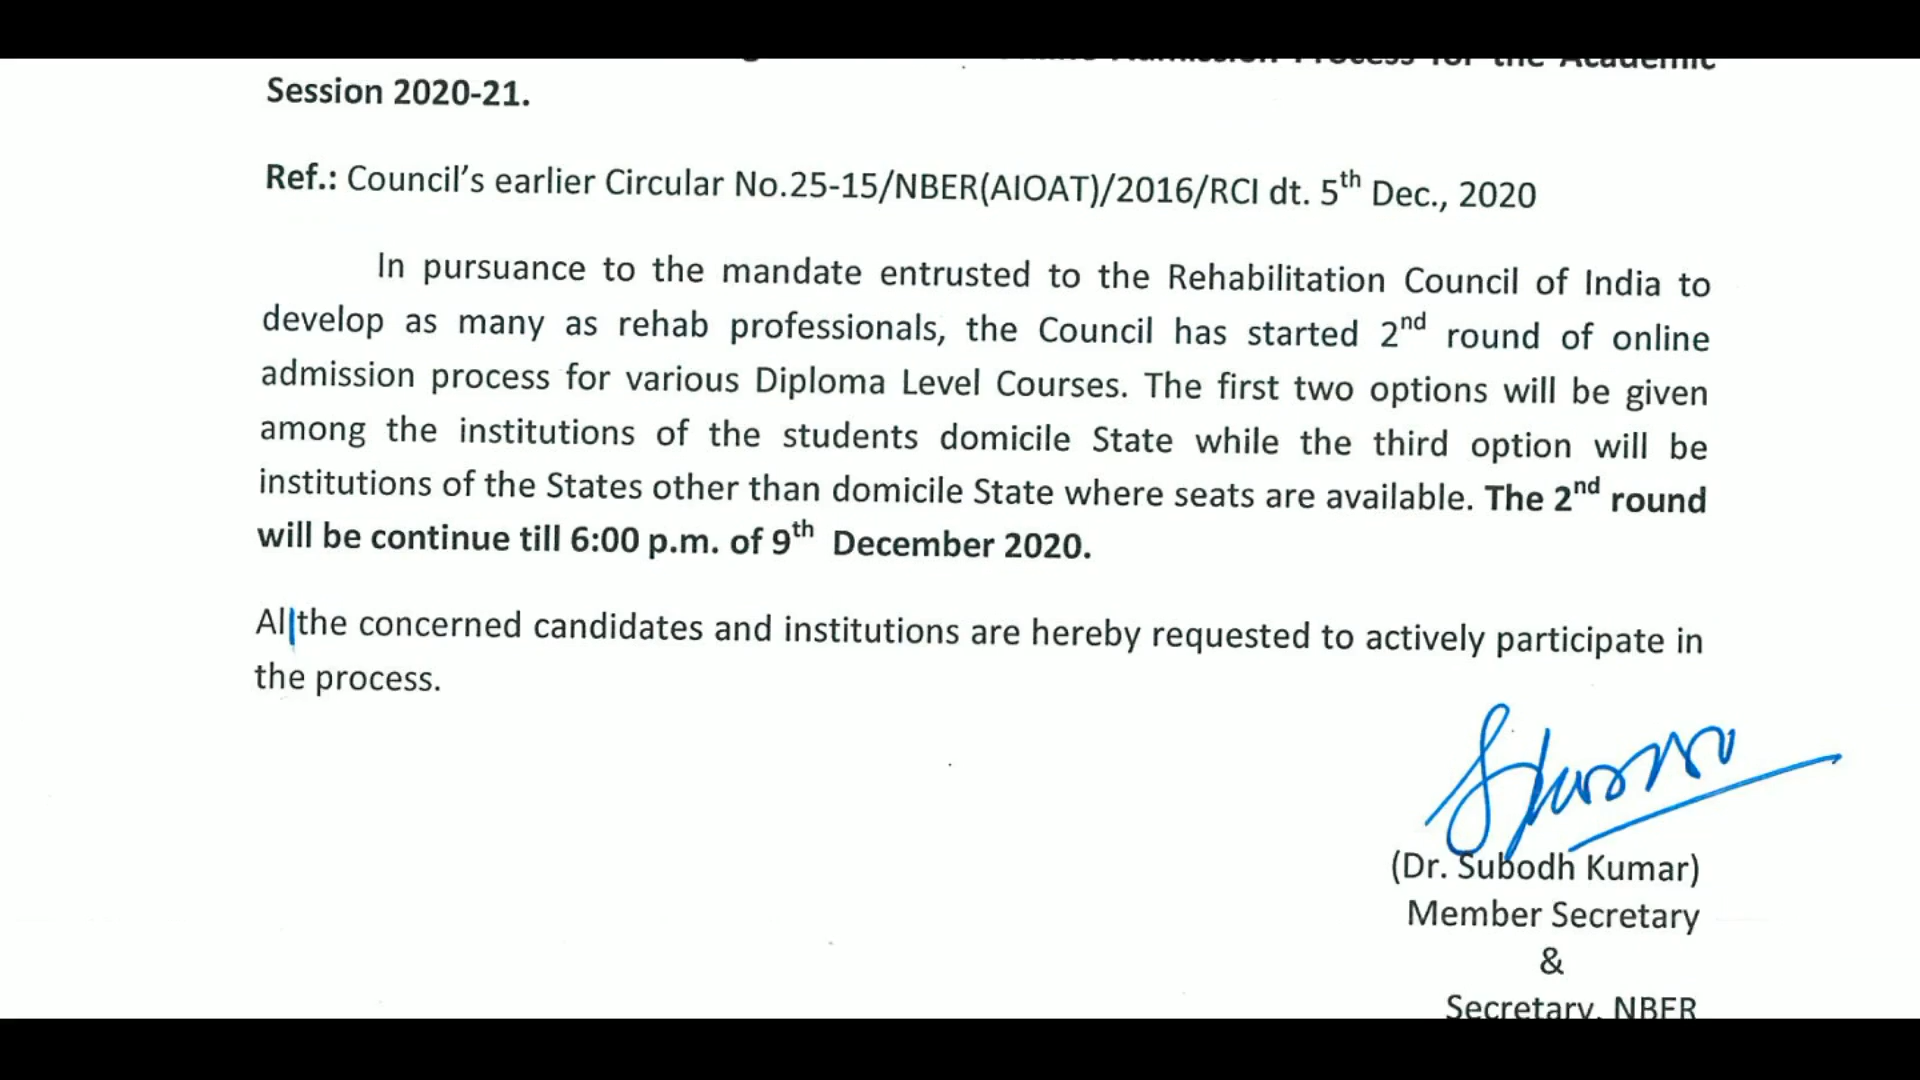 Admission Process for the Academic
Session 2020-21.
Ref.: Council's earlier Circular No.25-15/NBER(AIOAT)/2016/RCI dt. 5th Dec., 2020
In pursuance to the mandate entrusted to the Rehabilitation Council of India to
develop as many as rehab professionals, the Council has started 2nd round of online
admission process for various Diploma Level Courses. The first two options will be given
among the institutions of the students domicile State while the third option will be
institutions of the States other than domicile State where seats are available. The 2nd round
will be continue till 6:00 p.m. of 9th December 2020.
All the concerned candidates and institutions are hereby requested to actively participate in
the process.
(Dr. Subodh Kumar)
Member Secretary
&
Secretary, NBER